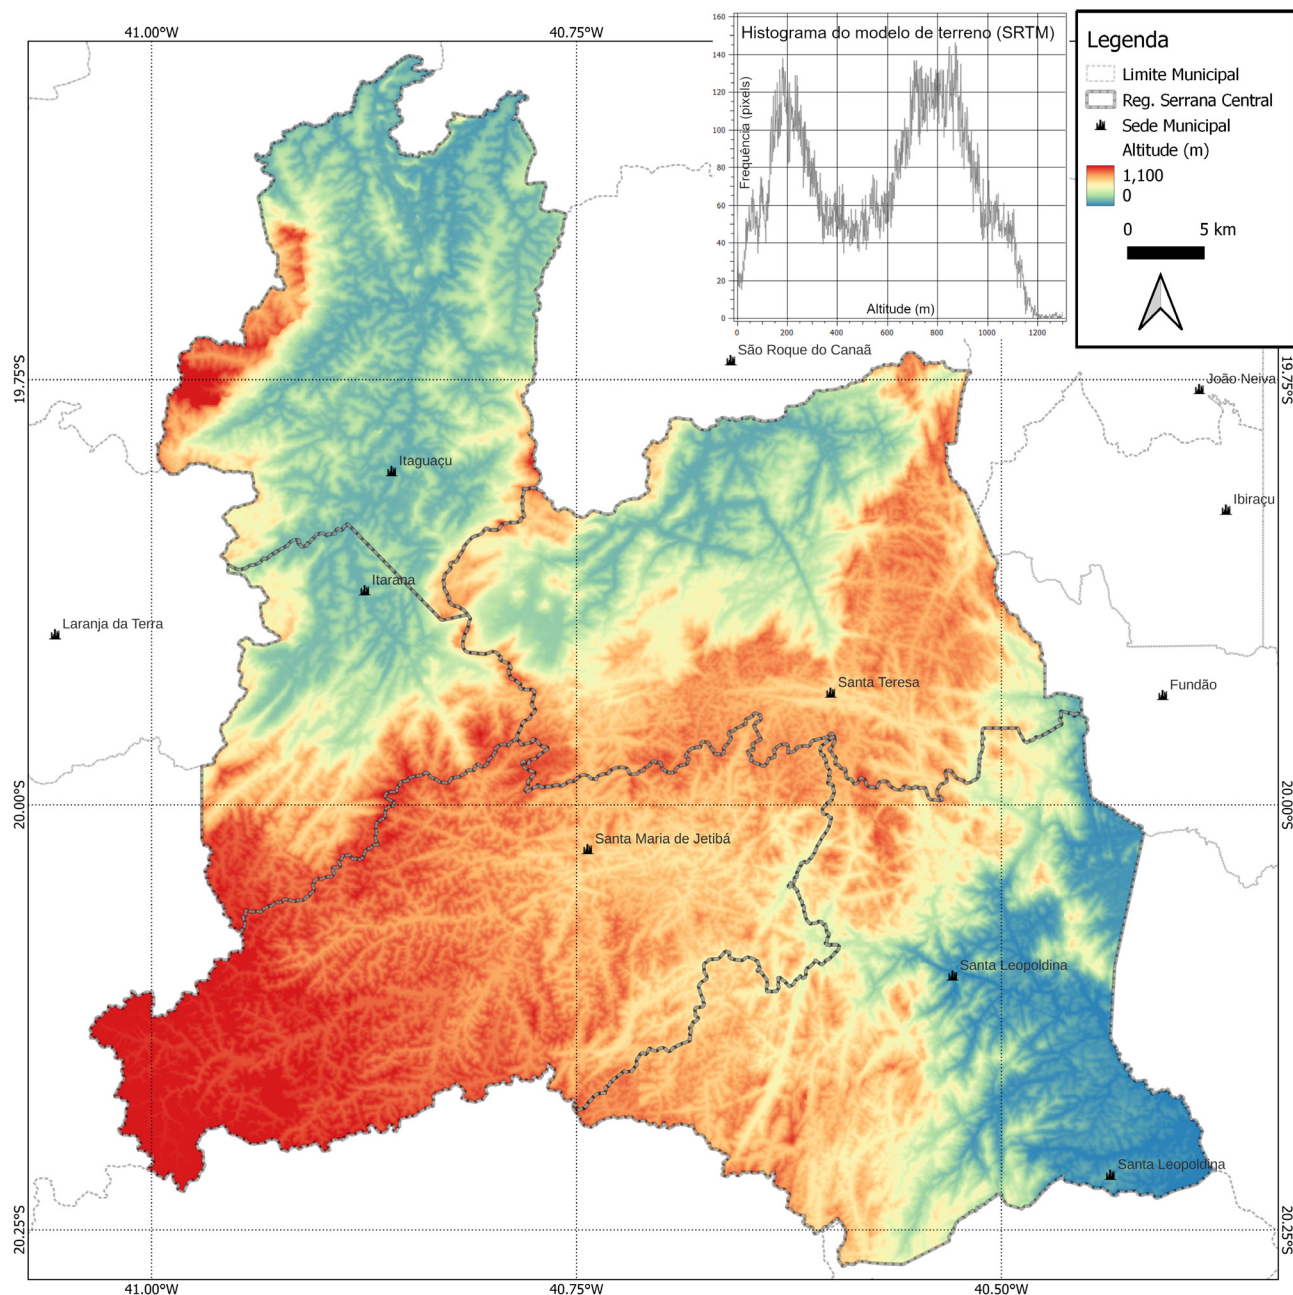 41.00°W
40.75°W
Histograma do modelo de terreno (SRTM)
160
140
120
100
80
60
40
20
0
Frequência (pixels)
Altitude (m)
0
200
400
600
800
1000
1200
Legenda
Limite Municipal
Reg. Serrana Central
Sede Municipal
Altitude (m)
1,100
0
0
5 km
São Roque do Canaã
19.75°S
19.75°S
João Neiva
Itaguaçu
Ibiraçu
Itarana
Laranja da Terra
Santa Teresa
Fundão
20.00°S
20.00°S
Santa Maria de Jetibá
Santa Leopoldina
Santa Leopoldina
20.25°S
20.25°S
41.00°W
40.75°W
40.50°W